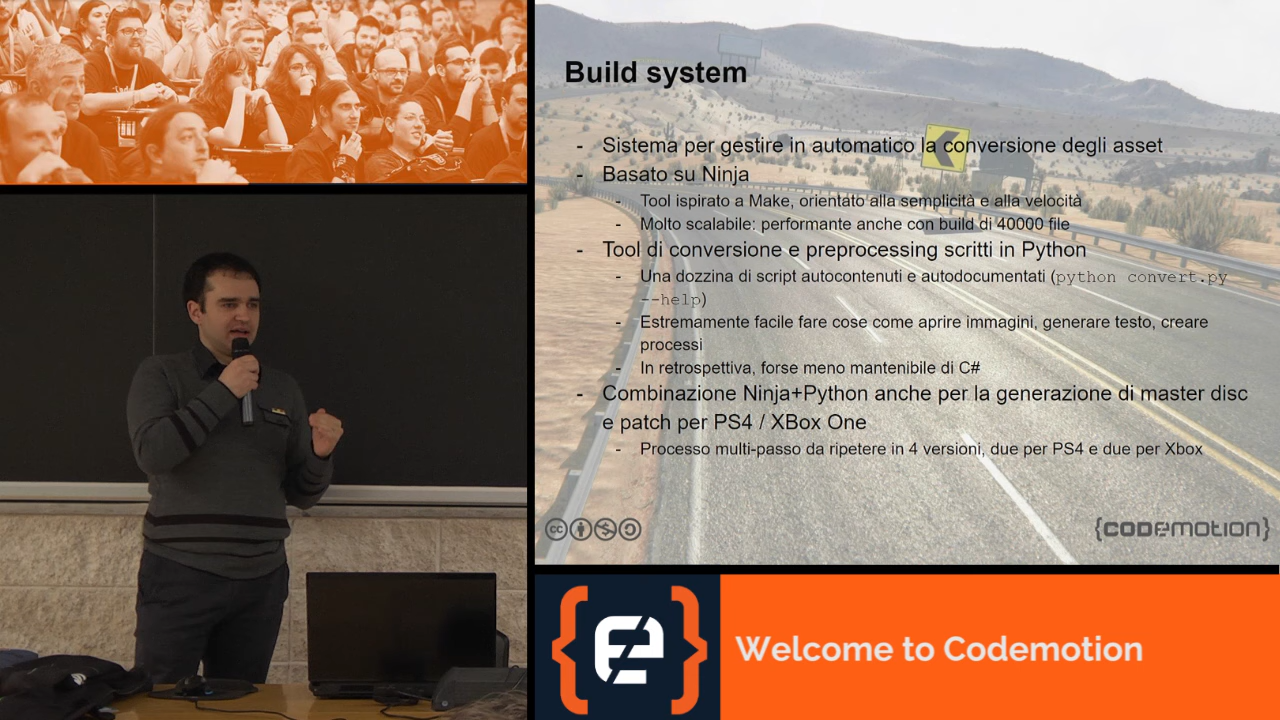 Build system
- Sistema per gestire in automatico la conversione degli asset
- Basato su Ninja
- Tool ispirato a Make, orientato alla semplicità e alla velocità
- Molto scalabile: performante anche con build di 40000 file
- Tool di conversione e preprocessing scritti in Python
- Una dozzina di script autocontenuti e autodocumentati (python convert.py
--help)
- Estremamente facile fare cose come aprire immagini, generare testo, creare
processi
- In retrospettiva, forse meno mantenibile di C#
- Combinazione Ninja+Python anche per la generazione di master disc
e patch per PS4 / XBox One
- Processo multi-passo da ripetere in 4 versioni, due per PS4 e due per Xbox
cc
{codemotion}
Welcome to Codemotion